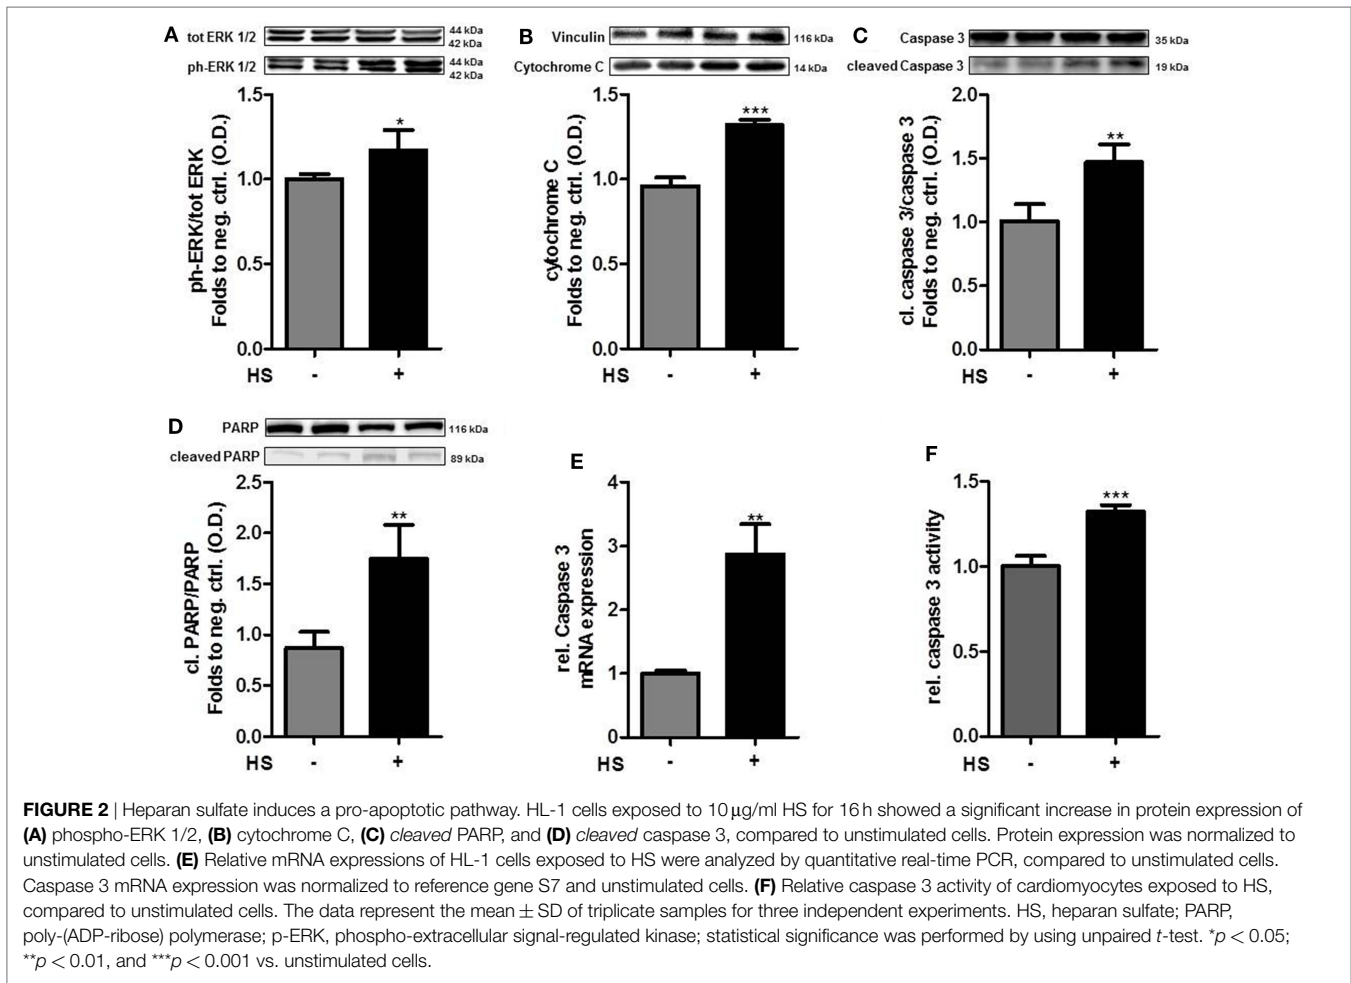 A
tot ERK 1/2
44 kDa
42 kDa
ph-ERK 1/2
44 kDa
42 kDa
1.5
1.0
0.5
0.0
ph-ERK/tot ERK
Folds to neg. ctrl. (O.D.)
*
HS - +
B
Vinculin
116 kDa
Cytochrome C
14 kDa
1.5
1.0
0.5
0.0
cytochrome C
Folds to neg. ctrl. (O.D.)
***
HS - +
C
Caspase 3
35 kDa
cleaved Caspase 3
19 kDa
2.0
1.5
1.0
0.5
0.0
cl. caspase 3/caspase 3
Folds to neg. ctrl. (O.D.)
**
HS - +
D
PARP
116 kDa
cleaved PARP
89 kDa
2.5
2.0
1.5
1.0
0.5
0.0
cl. PARP/PARP
Folds to neg. ctrl. (O.D.)
**
HS - +
E
4
3
2
1
0
rel. Caspase 3
mRNA expression
**
HS - +
F
1.5
1.0
0.5
0.0
rel. caspase 3 activity
***
HS - +
FIGURE 2 | Heparan sulfate induces a pro-apoptotic pathway. HL-1 cells exposed to 10 µg/ml HS for 16 h showed a significant increase in protein expression of
(A) phospho-ERK 1/2, (B) cytochrome C, (C) cleaved PARP, and (D) cleaved caspase 3, compared to unstimulated cells. Protein expression was normalized to
unstimulated cells. (E) Relative mRNA expressions of HL-1 cells exposed to HS were analyzed by quantitative real-time PCR, compared to unstimulated cells.
Caspase 3 mRNA expression was normalized to reference gene S7 and unstimulated cells. (F) Relative caspase 3 activity of cardiomyocytes exposed to HS,
compared to unstimulated cells. The data represent the mean ± SD of triplicate samples for three independent experiments. HS, heparan sulfate; PARP,
poly-(ADP-ribose) polymerase; p-ERK, phospho-extracellular signal-regulated kinase; statistical significance was performed by using unpaired t-test. *p < 0.05;
**p < 0.01, and ***p < 0.001 vs. unstimulated cells.